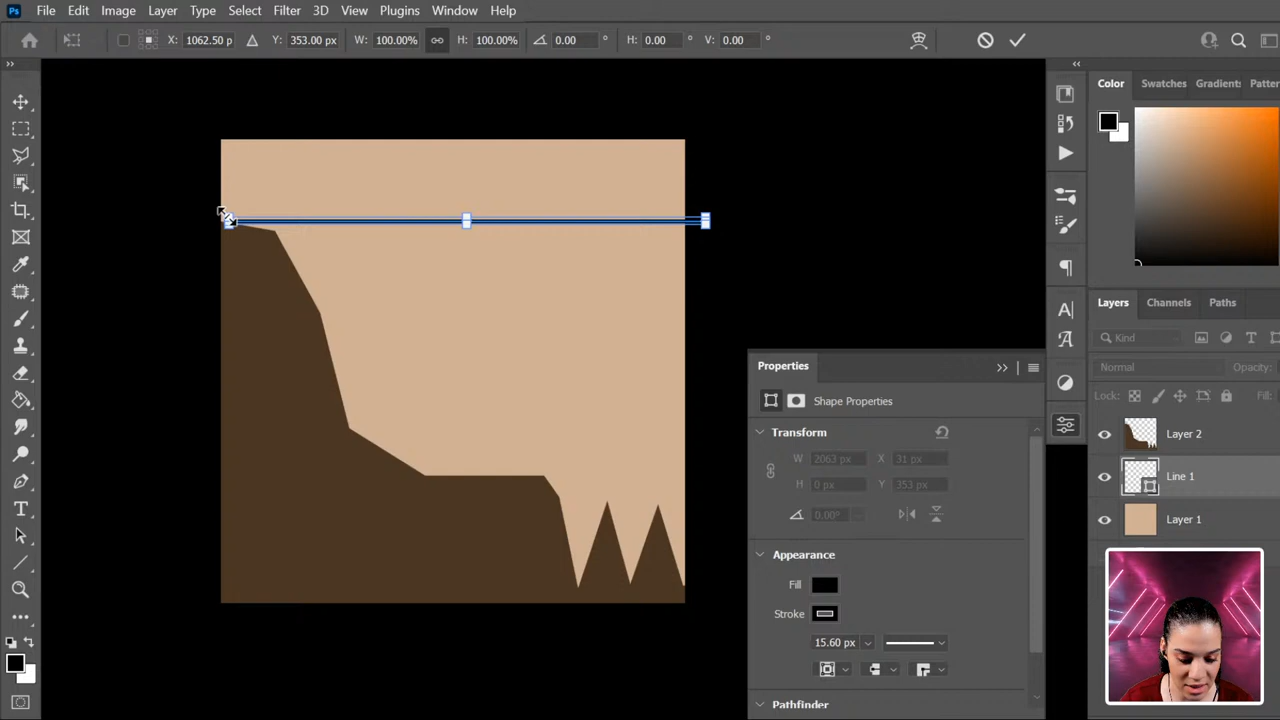 Ps File Edit Image Layer Type Select Filter 3D View Plugins Window Help
X: 1062.50 p Y: 353.00 px W: 100.00% H: 100.00% 0.00 ° H: 0.00 ° V: 0.00 °
Color Swatches Gradients Patter
Properties
Shape Properties
Transform
W 2063 px X 31 px
H 0 px Y 353 px
0.00°
Appearance
Fill
Stroke
15.60 px
Pathfinder
Layers Channels Paths
Kind
Normal Opacity:
Lock: Fill:
Layer 2
Line 1
Layer 1